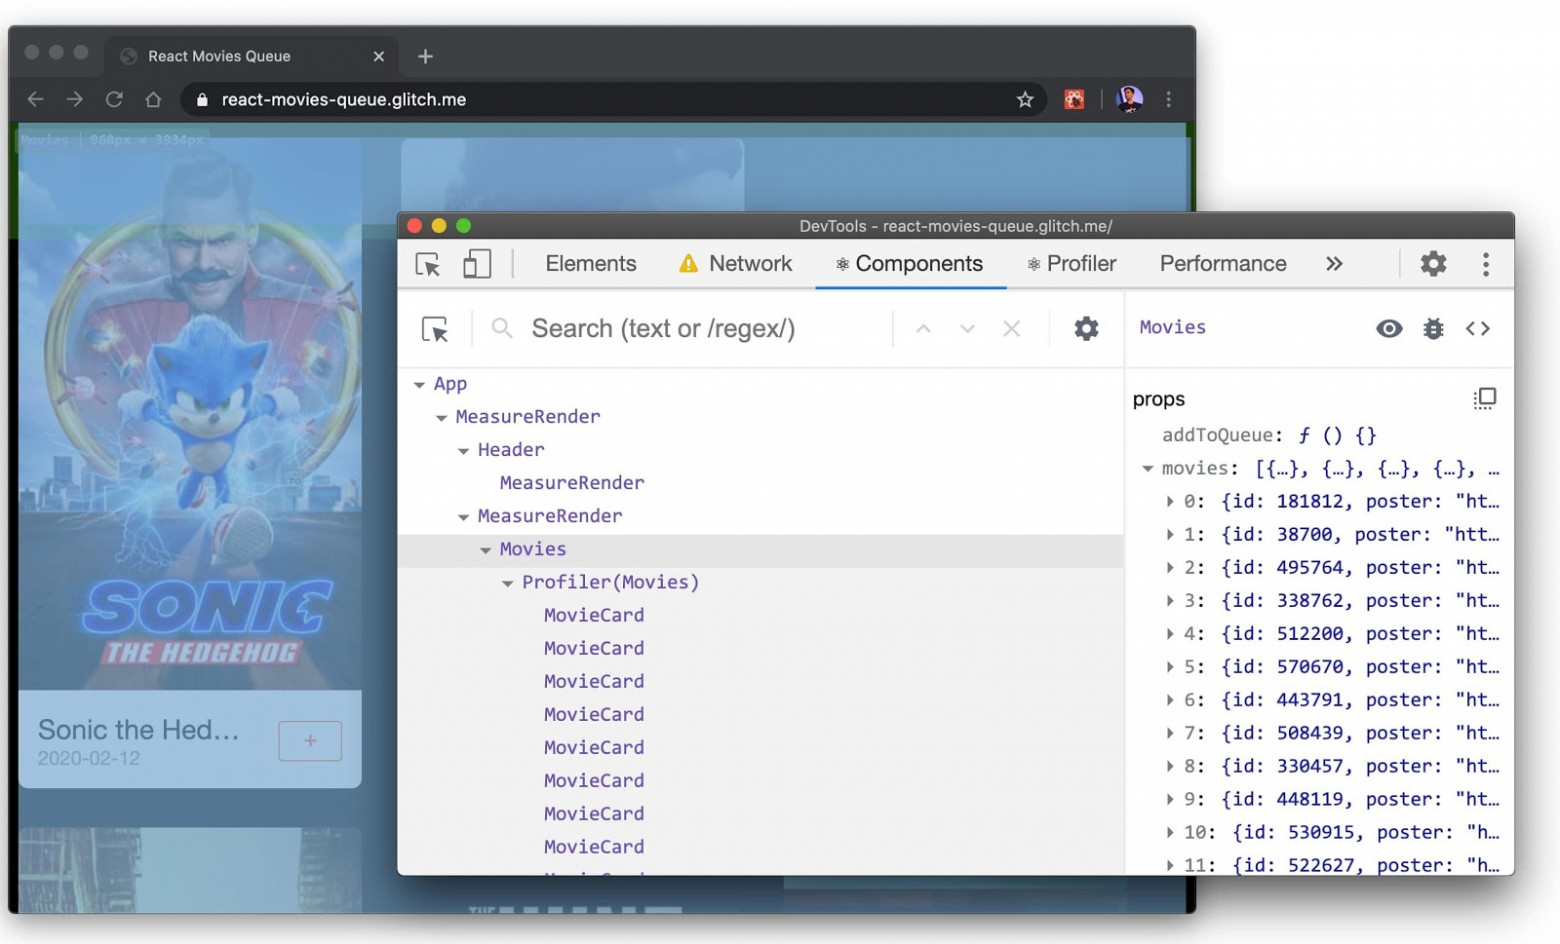 React Movies Queue
react-movies-queue.glitch.me
Movies | 960px × 3934px
SONIC
THE HEDGEHOG
Sonic the Hed…
2020-02-12
+
DevTools - react-movies-queue.glitch.me/
Elements Network Components Profiler Performance »
Search (text or /regex/)
App
MeasureRender
Header
MeasureRender
MeasureRender
Movies
Profiler(Movies)
MovieCard
MovieCard
MovieCard
MovieCard
MovieCard
MovieCard
MovieCard
MovieCard
Movies
props
addToQueue: ƒ () {}
movies: [{…}, {…}, {…}, {…}, …
0: {id: 181812, poster: "ht…
1: {id: 38700, poster: "htt…
2: {id: 495764, poster: "ht…
3: {id: 338762, poster: "ht…
4: {id: 512200, poster: "ht…
5: {id: 570670, poster: "ht…
6: {id: 443791, poster: "ht…
7: {id: 508439, poster: "ht…
8: {id: 330457, poster: "ht…
9: {id: 448119, poster: "ht…
10: {id: 530915, poster: "h…
11: {id: 522627, poster: "h…